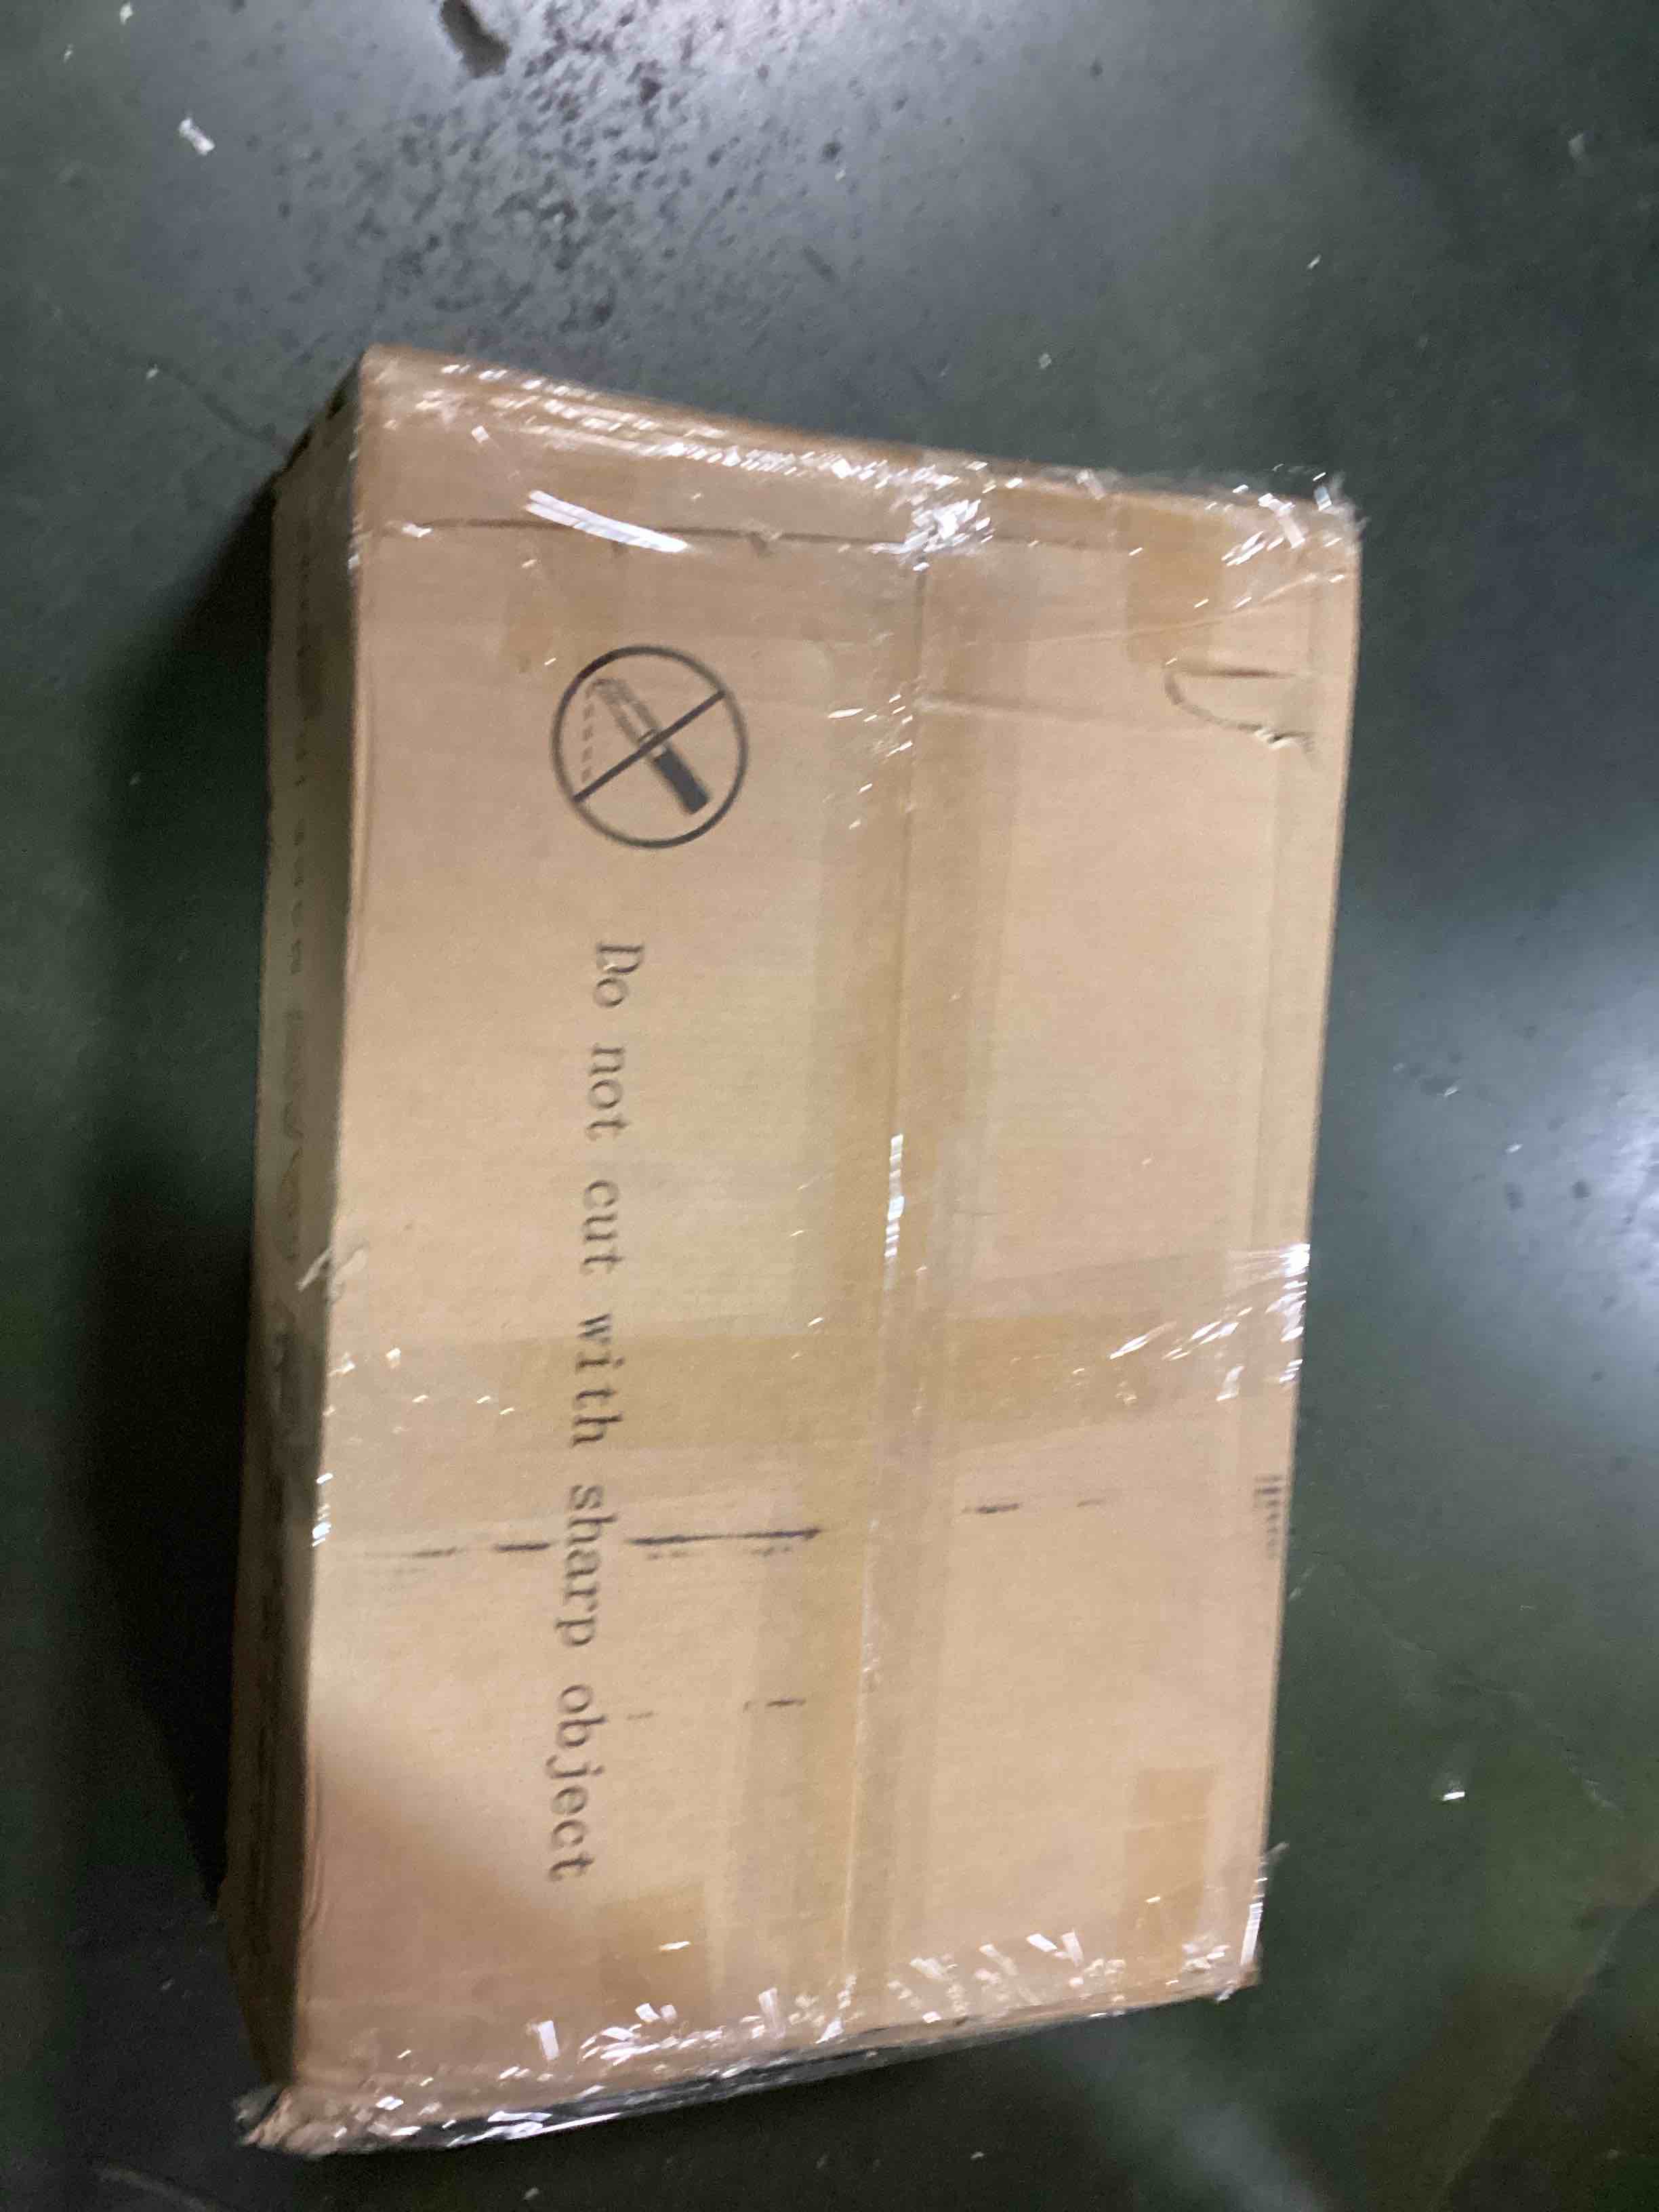 Do not cut with sharp object